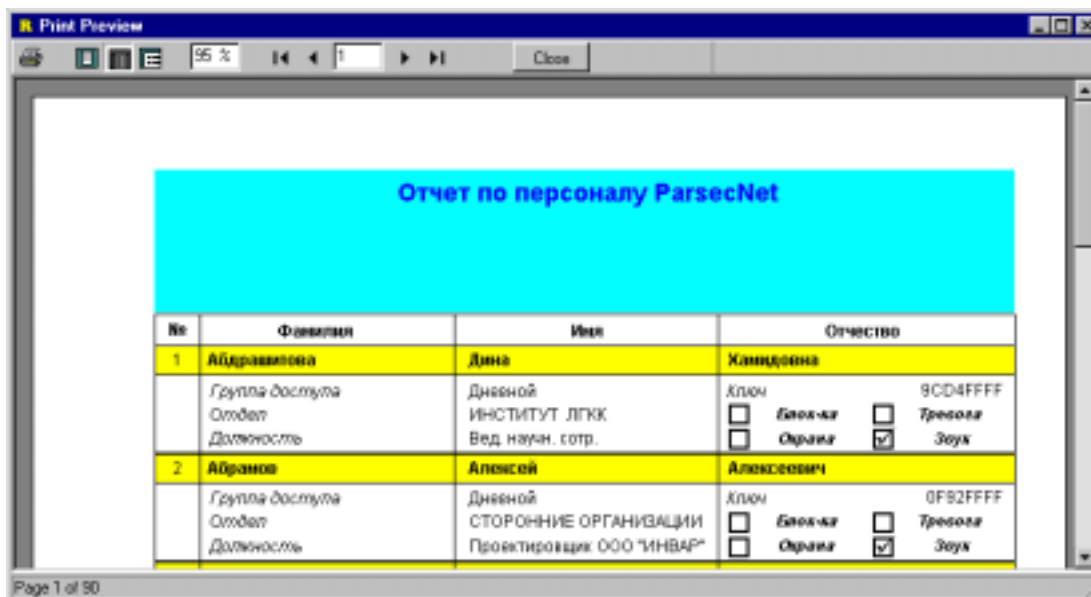 Print Preview
95 % 1 Close
Отчет по персоналу ParsecNet
№ Фамилия Имя Отчество
1 Абдрашитова Дина Хамидовна
Группа доступа Дневной Ключ 9CD4FFFF
Отдел ИНСТИТУТ ЛГКК Блок-ка Тревога
Должность Вед. научн. сотр. Охрана Звук
2 Абрамов Алексей Алексеевич
Группа доступа Дневной Ключ 0F92FFFF
Отдел СТОРОННИЕ ОРГАНИЗАЦИИ Блок-ка Тревога
Должность Проектировщик ООО "ИНВАР" Охрана Звук
Page 1 of 90